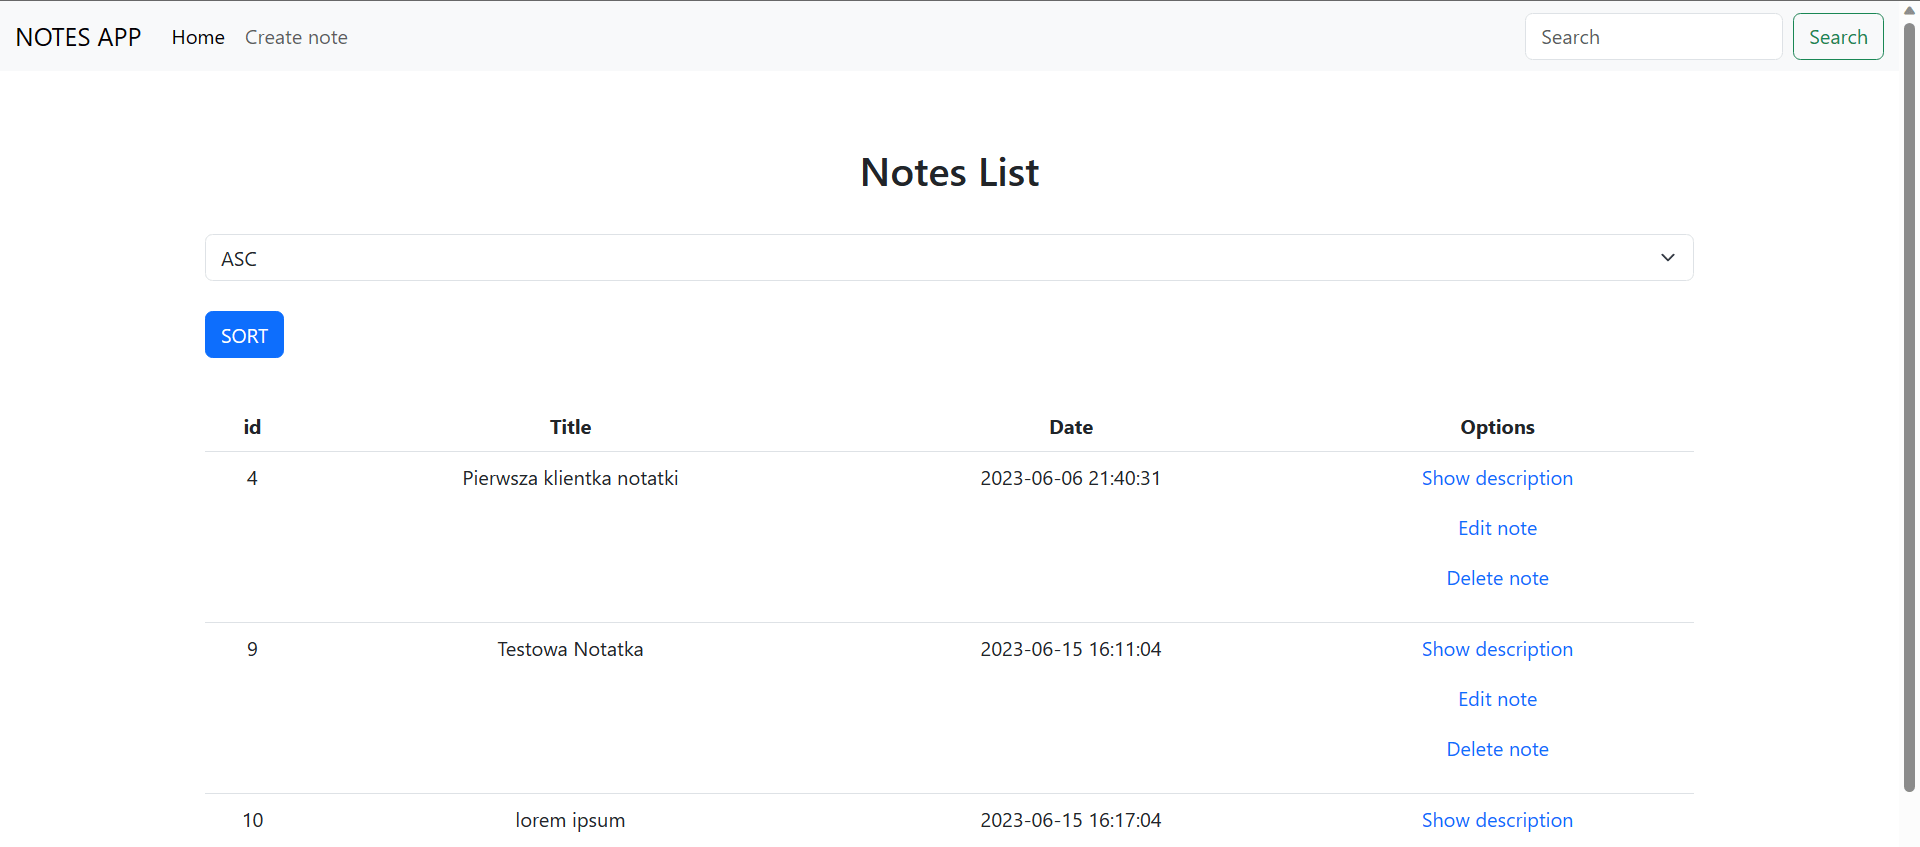 NOTES APP Home Create note Search Search
Notes List
ASC
SORT
id Title Date Options
4 Pierwsza klientka notatki 2023-06-06 21:40:31 Show description
Edit note
Delete note
9 Testowa Notatka 2023-06-15 16:11:04 Show description
Edit note
Delete note
10 lorem ipsum 2023-06-15 16:17:04 Show description